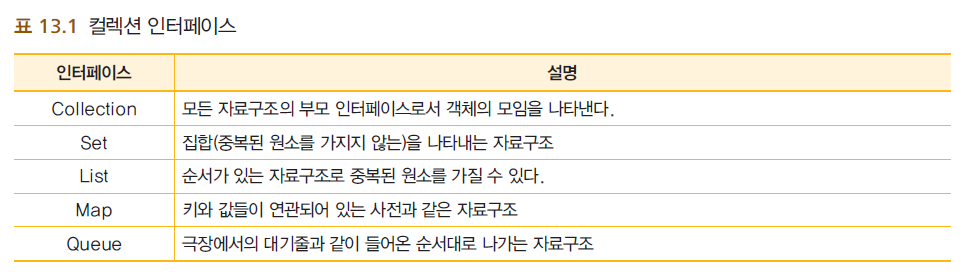 표 13.1 컬렉션 인터페이스
인터페이스 설명
Collection 모든 자료구조의 부모 인터페이스로서 객체의 모임을 나타낸다.
Set 집합(중복된 원소를 가지지 않는)을 나타내는 자료구조
List 순서가 있는 자료구조로 중복된 원소를 가질 수 있다.
Map 키와 값들이 연관되어 있는 사전과 같은 자료구조
Queue 극장에서의 대기줄과 같이 들어온 순서대로 나가는 자료구조